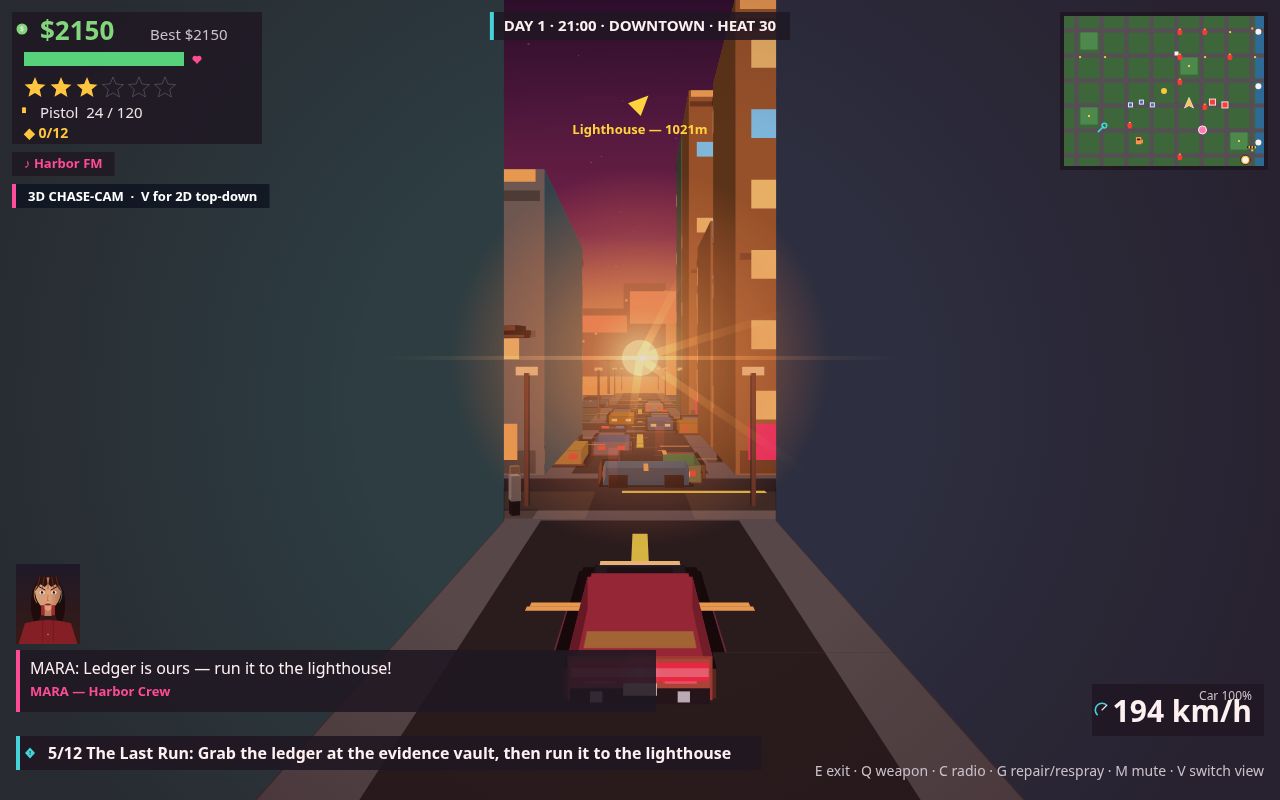 $2150 Best $2150
Pistol 24 / 120
0/12
♪ Harbor FM
3D CHASE-CAM · V for 2D top-down
DAY 1 · 21:00 · DOWNTOWN · HEAT 30
Lighthouse — 1021m
MARA: Ledger is ours — run it to the lighthouse!
MARA — Harbor Crew
5/12 The Last Run: Grab the ledger at the evidence vault, then run it to the lighthouse
Car 100%
194 km/h
E exit · Q weapon · C radio · G repair/respray · M mute · V switch view